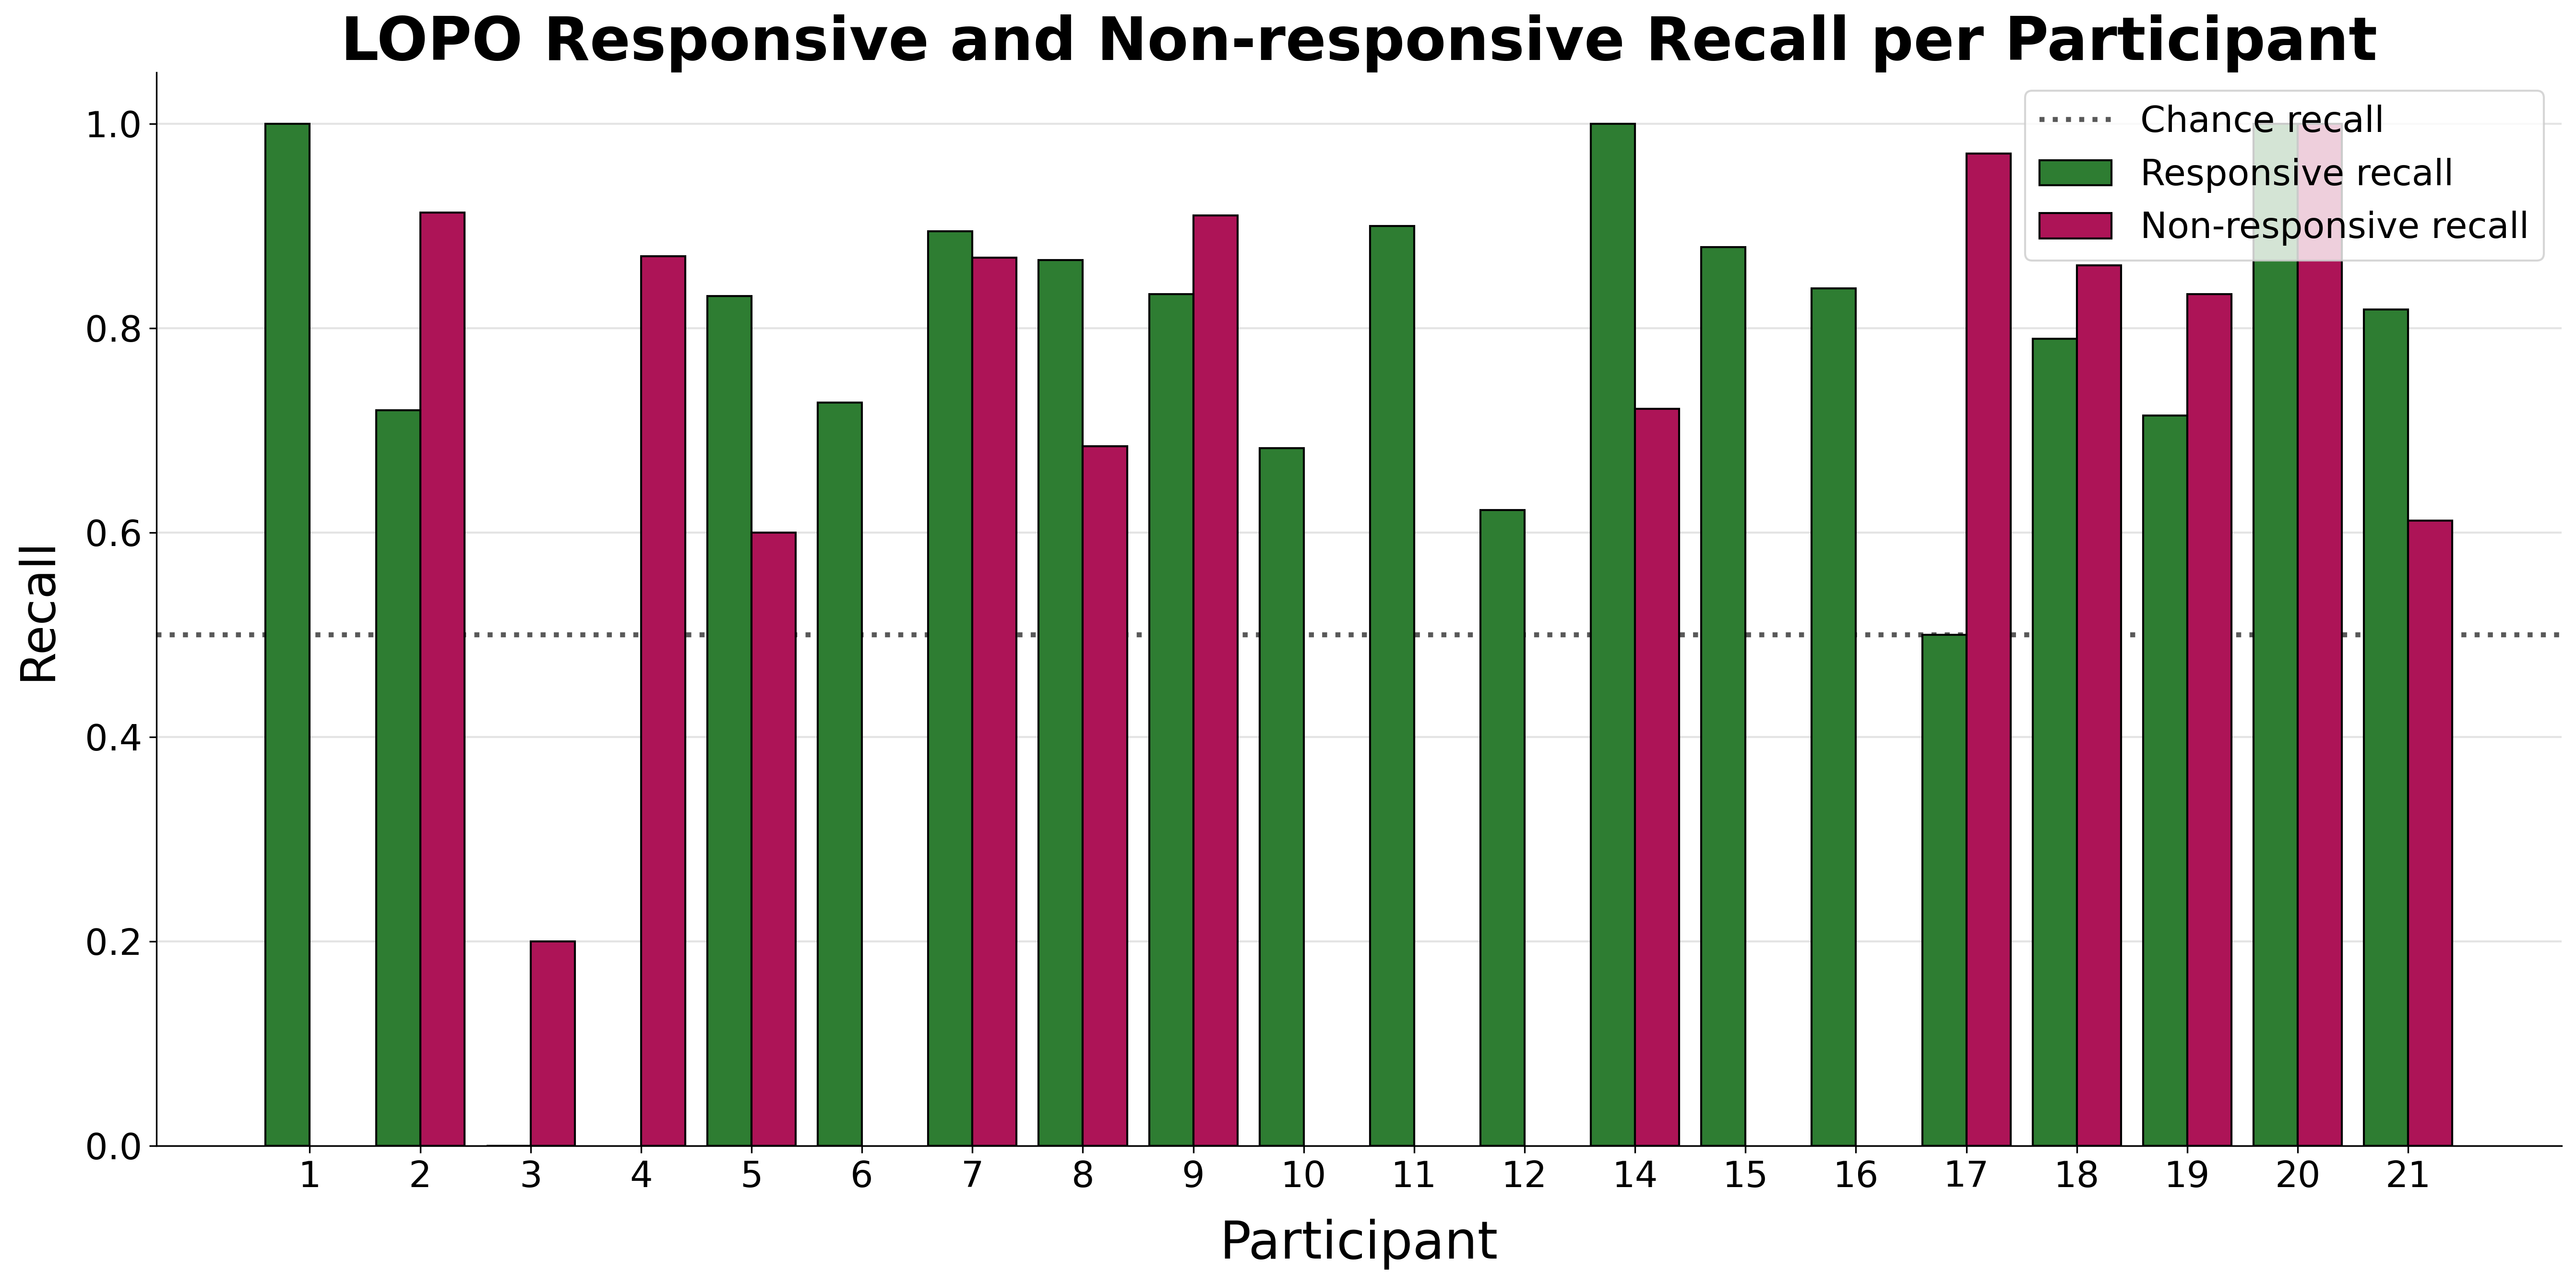 LOPO Responsive and Non-responsive Recall per Participant
Chance recall
Responsive recall
Non-responsive recall
1.0
0.8
0.6
0.4
0.2
0.0
Recall
1 2 3 4 5 6 7 8 9 10 11 12 14 15 16 17 18 19 20 21
Participant